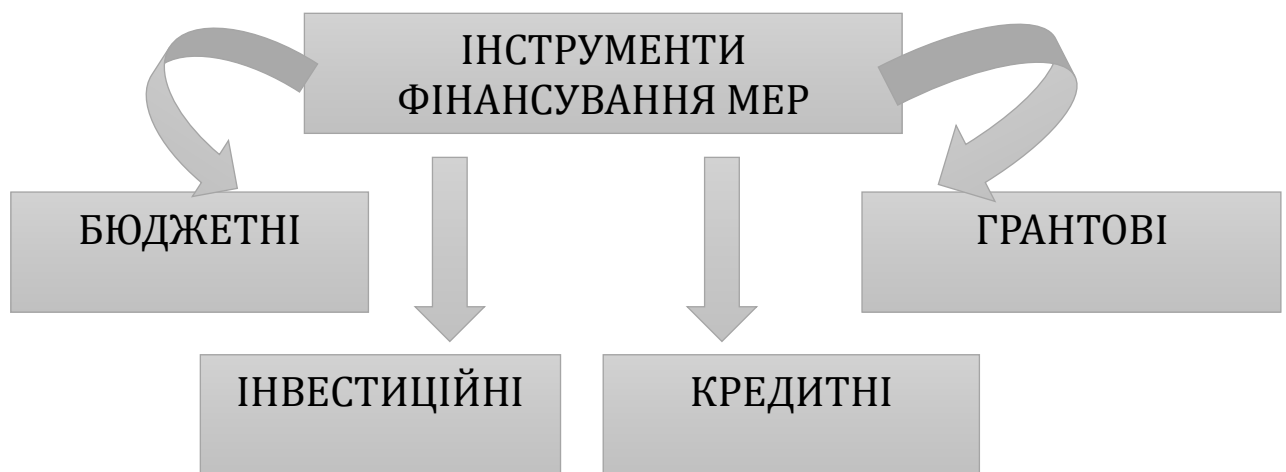 ІНСТРУМЕНТИ
ФІНАНСУВАННЯ МЕР
БЮДЖЕТНІ
ГРАНТОВІ
ІНВЕСТИЦІЙНІ
КРЕДИТНІ